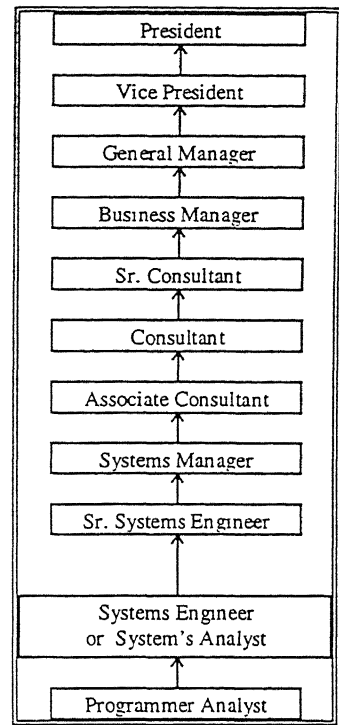 President
Vice President
General Manager
Business Manager
Sr. Consultant
Consultant
Associate Consultant
Systems Manager
Sr. Systems Engineer
Systems Engineer
or System's Analyst
Programmer Analyst